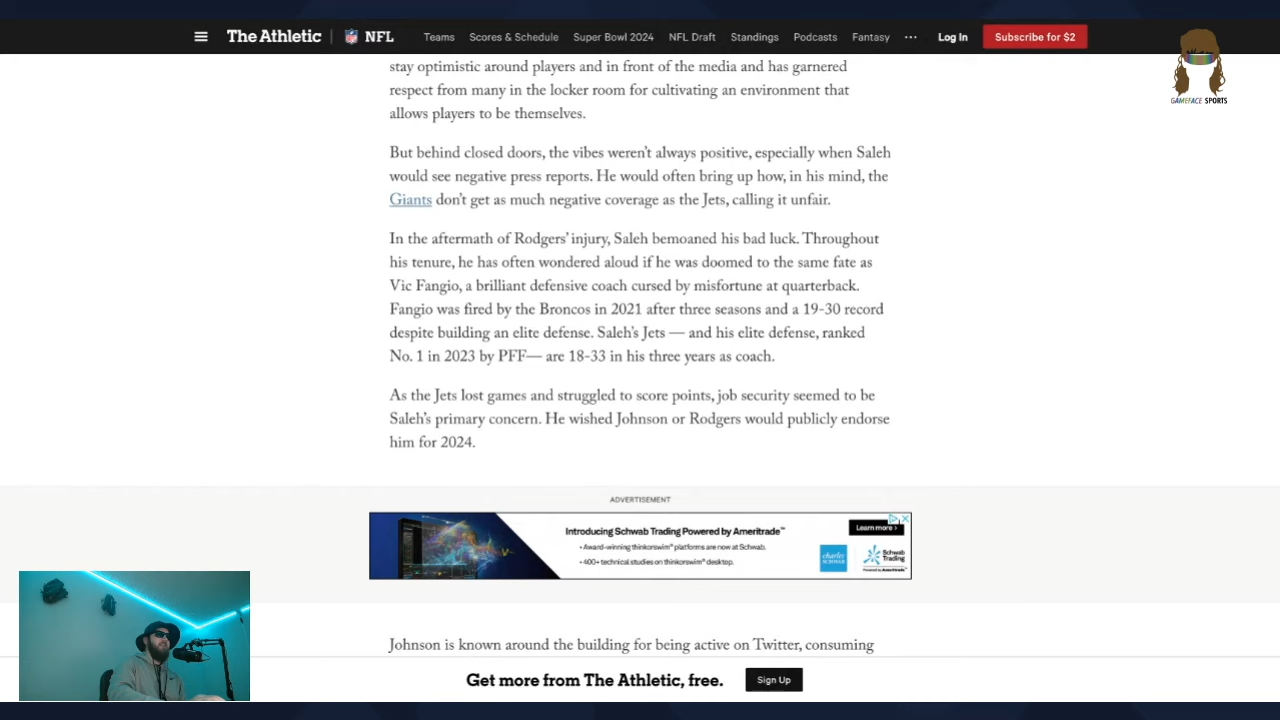 The Athletic
NFL
Teams
Scores & Schedule
Super Bowl 2024
NFL Draft
Standings
Podcasts
Fantasy
Log In
Subscribe for $2
GAMEFACE SPORTS
stay optimistic around players and in front of the media and has garnered
respect from many in the locker room for cultivating an environment that
allows players to be themselves.
But behind closed doors, the vibes weren't always positive, especially when Saleh
would see negative press reports. He would often bring up how, in his mind, the
Giants don't get as much negative coverage as the Jets, calling it unfair.
In the aftermath of Rodgers' injury, Saleh bemoaned his bad luck. Throughout
his tenure, he has often wondered aloud if he was doomed to the same fate as
Vic Fangio, a brilliant defensive coach cursed by misfortune at quarterback.
Fangio was fired by the Broncos in 2021 after three seasons and a 19-30 record
despite building an elite defense. Saleh's Jets — and his elite defense, ranked
No. 1 in 2023 by PFF— are 18-33 in his three years as coach.
As the Jets lost games and struggled to score points, job security seemed to be
Saleh's primary concern. He wished Johnson or Rodgers would publicly endorse
him for 2024.
ADVERTISEMENT
Introducing Schwab Trading Powered by Ameritrade™
• Award-winning thinkorswim® platforms are now at Schwab.
• 400+ technical studies on thinkorswim® desktop.
Learn more ›
charles
SCHWAB
Schwab
Trading
Powered by Ameritrade™
Johnson is known around the building for being active on Twitter, consuming
Get more from The Athletic, free.
Sign Up